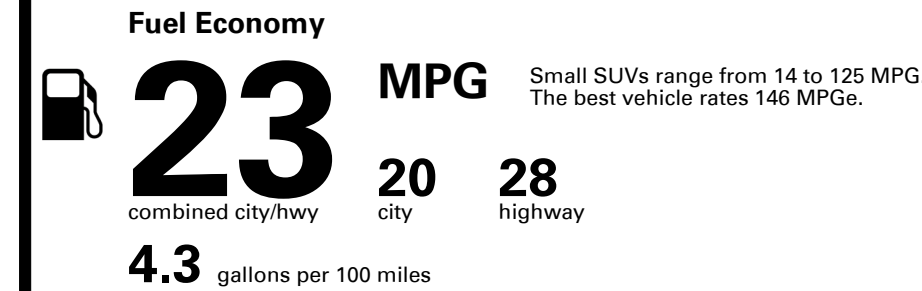 Fuel Economy
23 MPG
Small SUVs range from 14 to 125 MPG
The best vehicle rates 146 MPGe.
combined city/hwy
20 city
28 highway
4.3 gallons per 100 miles